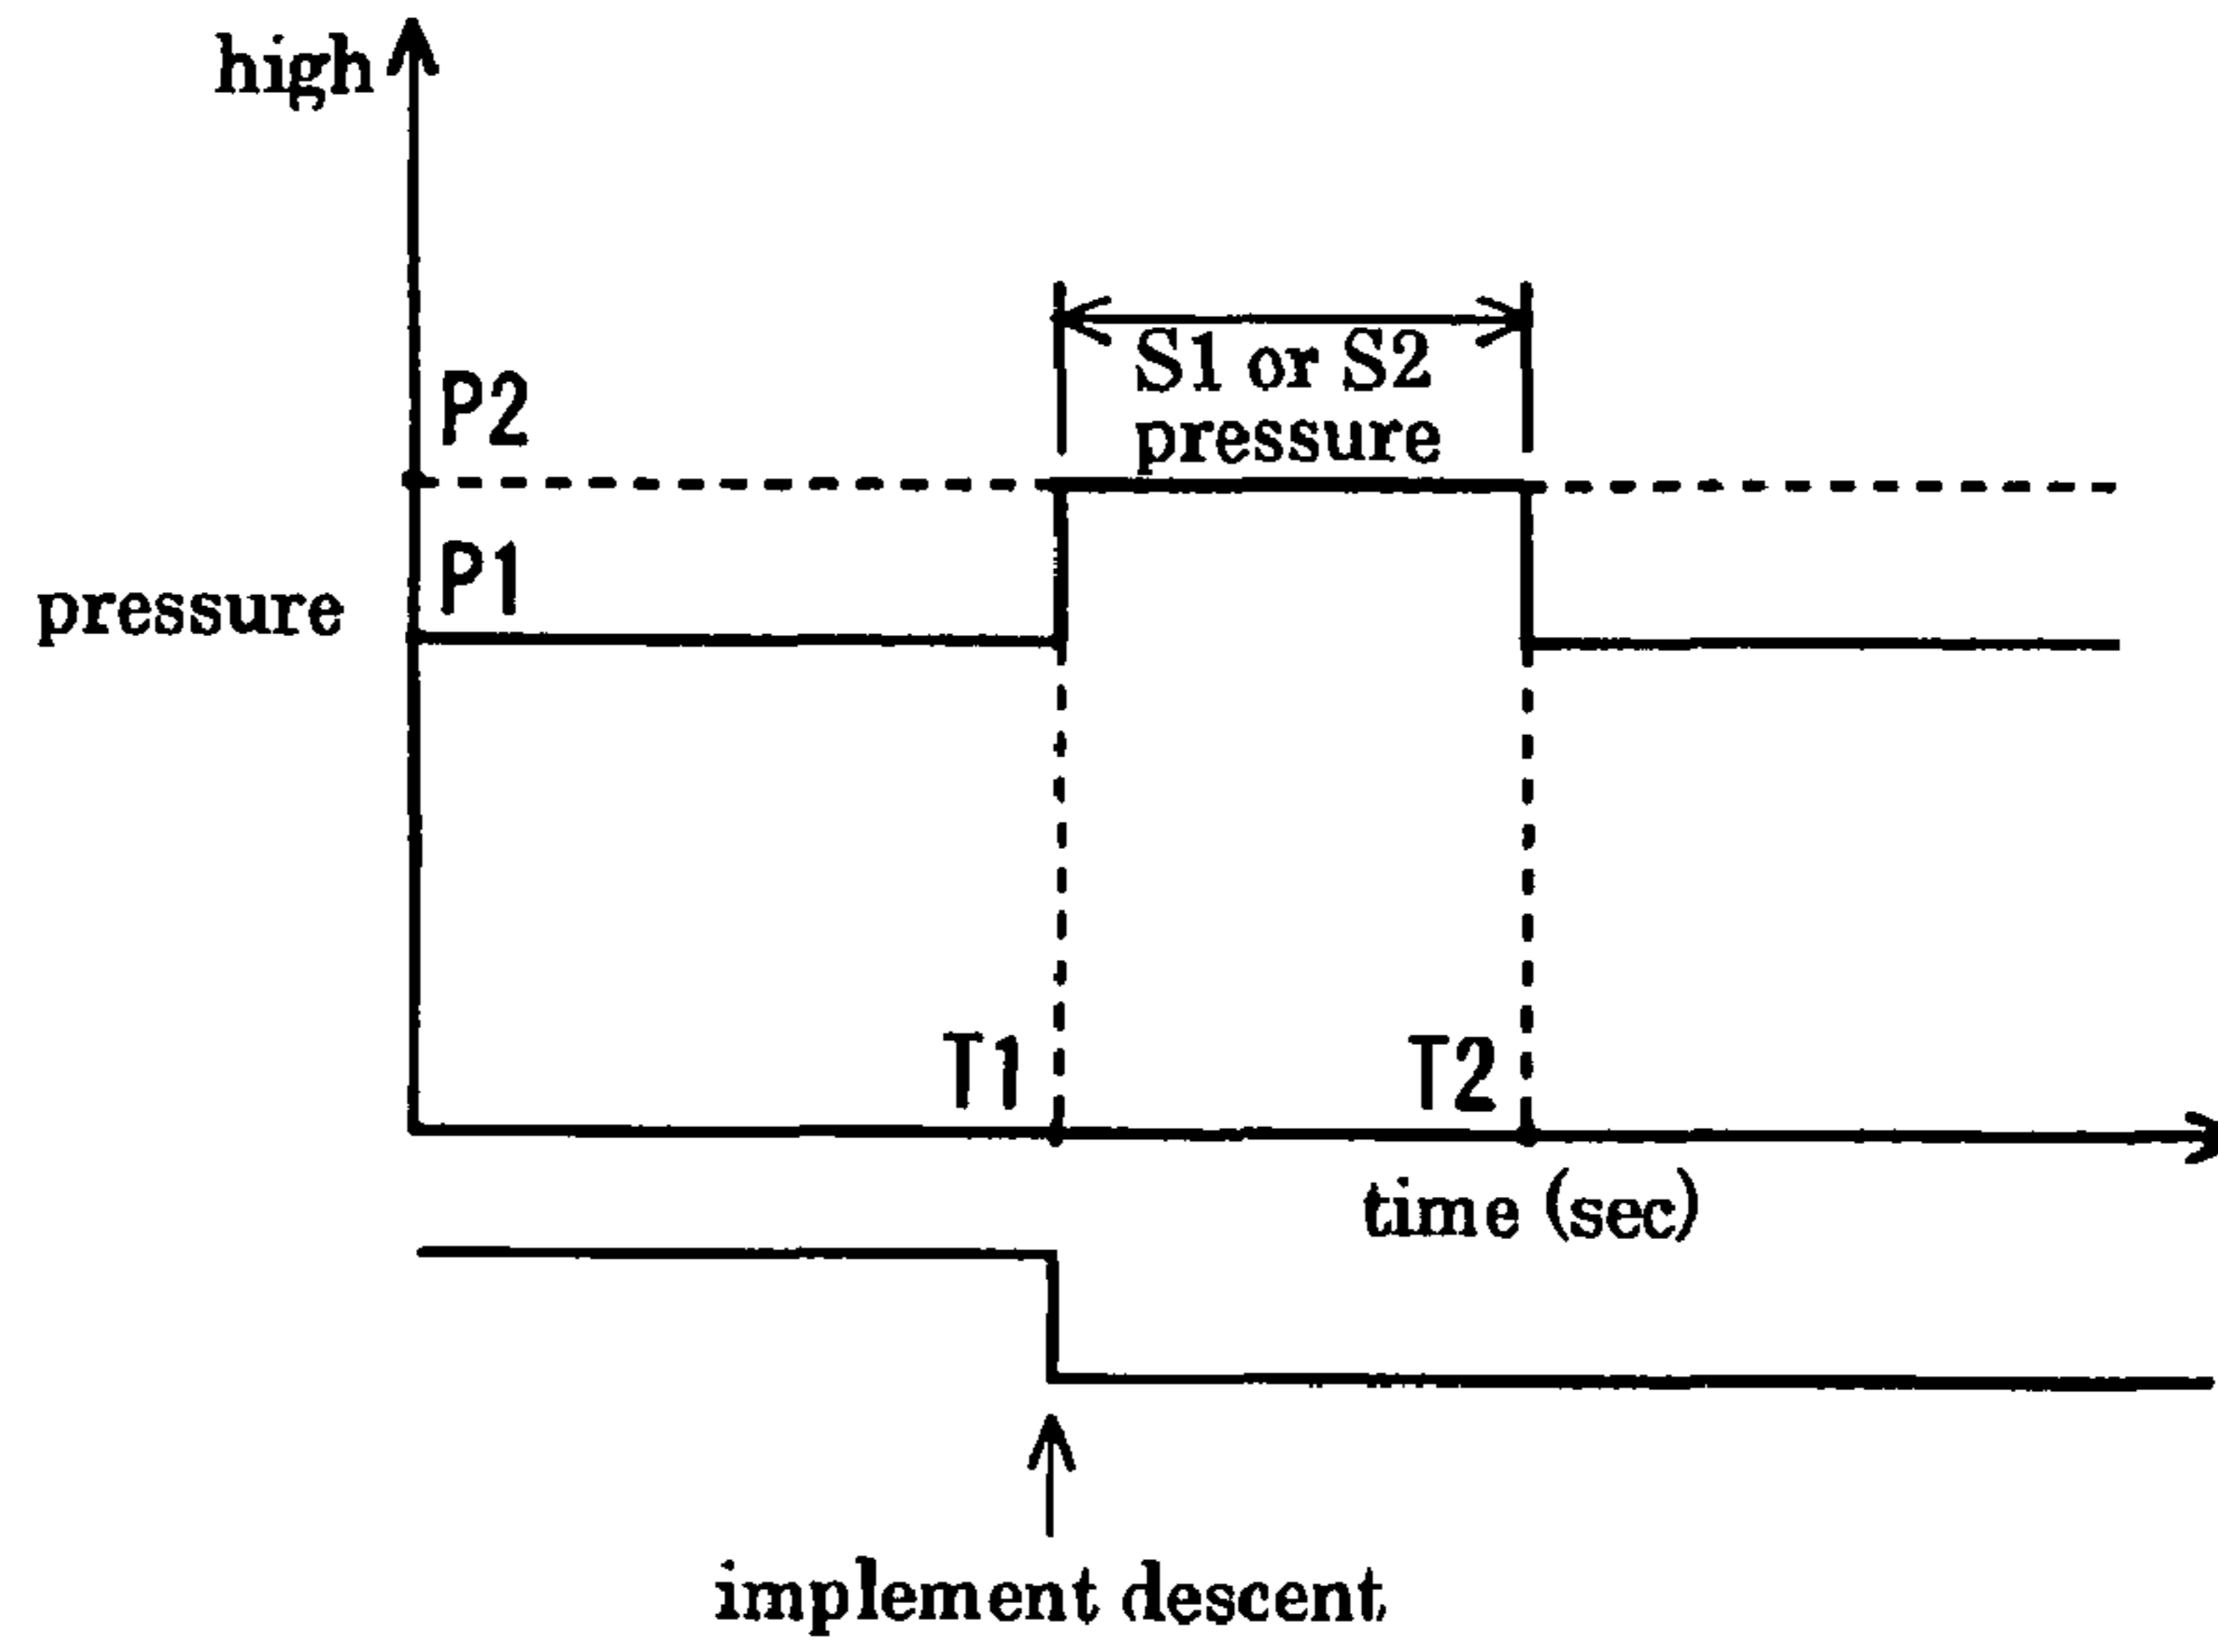 high
P2
S1 or S2
pressure
P1
pressure
T1
T2
time (sec)
implement descent